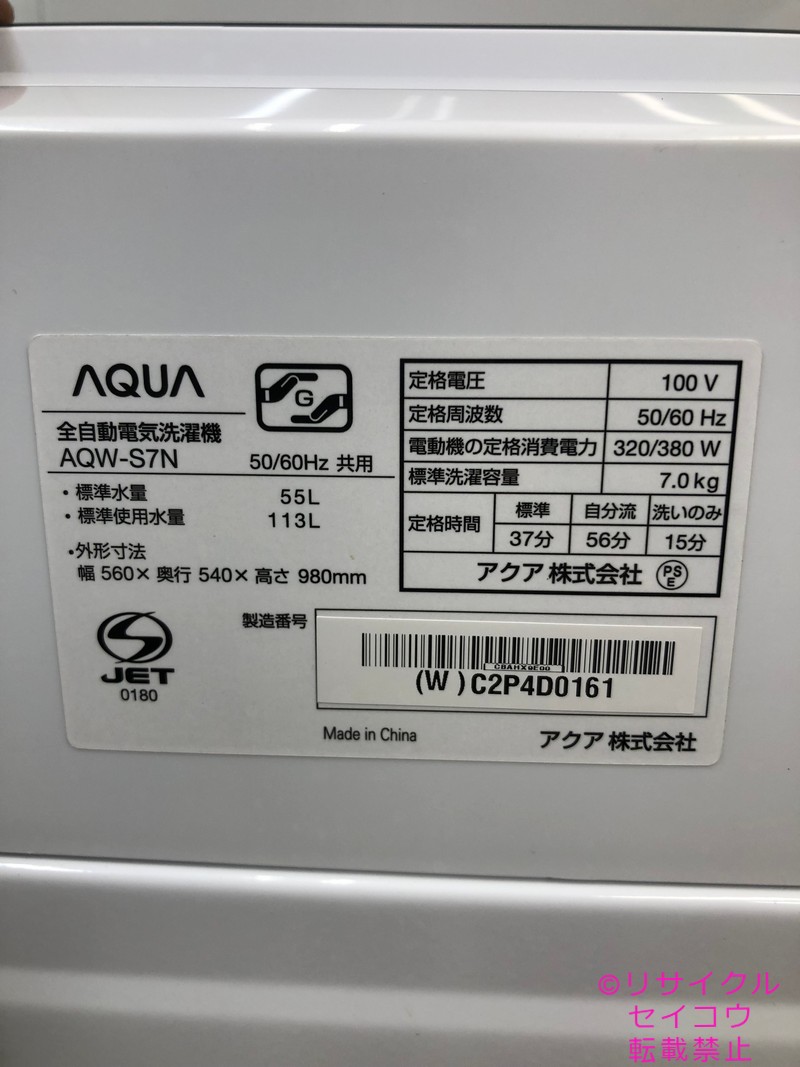 AQUA
G
全自動電気洗濯機
AQW-S7N
50/60Hz 共用
・標準水量 55L
・標準使用水量 113L
・外形寸法
幅 560× 奥行 540× 高さ 980mm
定格電圧 100 V
定格周波数 50/60 Hz
電動機の定格消費電力 320/380 W
標準洗濯容量 7.0kg
定格時間 標準 自分流 洗いのみ
37分 56分 15分
アクア 株式会社 PSE
JET
0180
製造番号
CBAHX9E00
(W )C2P4D0161
Made in China
アクア 株式会社
©リサイクル
セイコウ
転載禁止